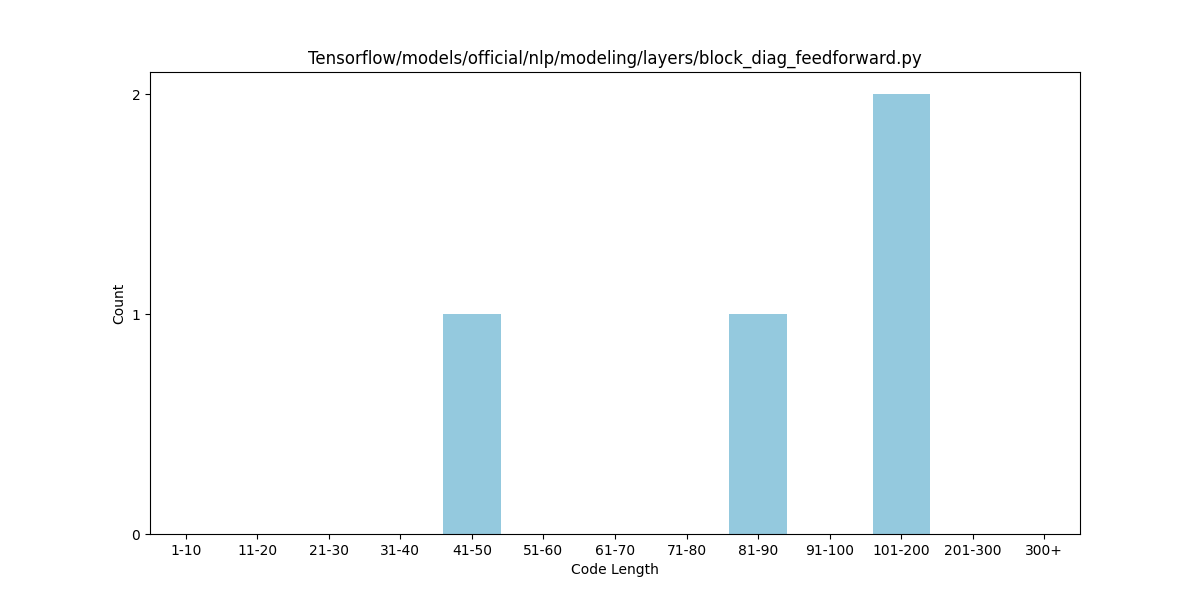 Tensorflow/models/official/nlp/modeling/layers/block_diag_feedforward.py
Count
2
1
0
1-10 11-20 21-30 31-40 41-50 51-60 61-70 71-80 81-90 91-100 101-200 201-300 300+
Code Length